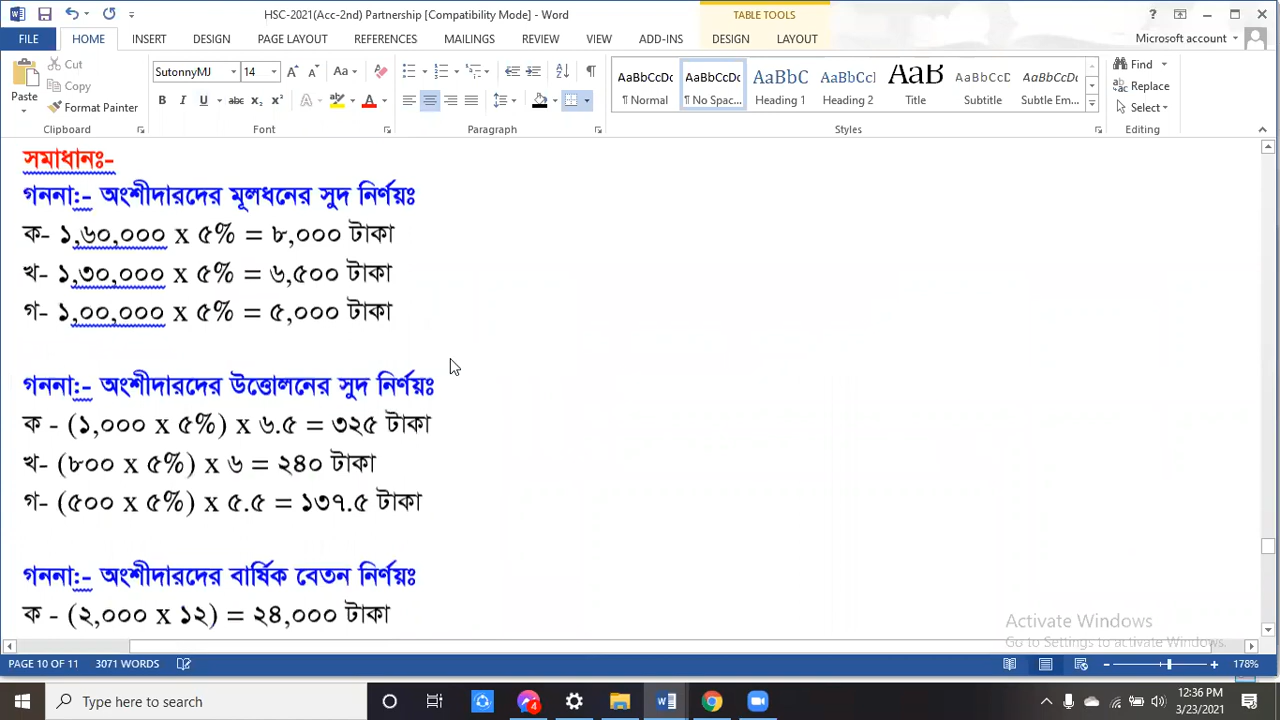 HSC-2021(Acc-2nd) Partnership [Compatibility Mode] - Word
TABLE TOOLS
FILE HOME INSERT DESIGN PAGE LAYOUT REFERENCES MAILINGS REVIEW VIEW ADD-INS DESIGN LAYOUT
Microsoft account
Paste
Cut
Copy
Format Painter
Clipboard
SutonnyMJ 14
Font
Paragraph
AaBbCcDc AaBbCcDc AaBbC AaBbCc AaB AaBbCcD AaBbCcDc
¶ Normal ¶ No Spac... Heading 1 Heading 2 Title Subtitle Subtle Em...
Styles
Find
Replace
Select
Editing
সমাধানঃ-
গননা:- অংশীদারদের মূলধনের সুদ নির্ণয়ঃ
ক- ১,৬০,০০০ x ৫% = ৮,০০০ টাকা
খ- ১,৩০,০০০ x ৫% = ৬,৫০০ টাকা
গ- ১,০০,০০০ x ৫% = ৫,০০০ টাকা
গননা:- অংশীদারদের উত্তোলনের সুদ নির্ণয়ঃ
ক - (১,০০০ x ৫%) x ৬.৫ = ৩২৫ টাকা
খ- (৮০০ x ৫%) x ৬ = ২৪০ টাকা
গ- (৫০০ x ৫%) x ৫.৫ = ১৩৭.৫ টাকা
গননা:- অংশীদারদের বার্ষিক বেতন নির্ণয়ঃ
ক - (২,০০০ x ১২) = ২৪,০০০ টাকা
Activate Windows
Go to Settings to activate Windows.
PAGE 10 OF 11 3071 WORDS 178%
Type here to search
4
12:36 PM
3/23/2021